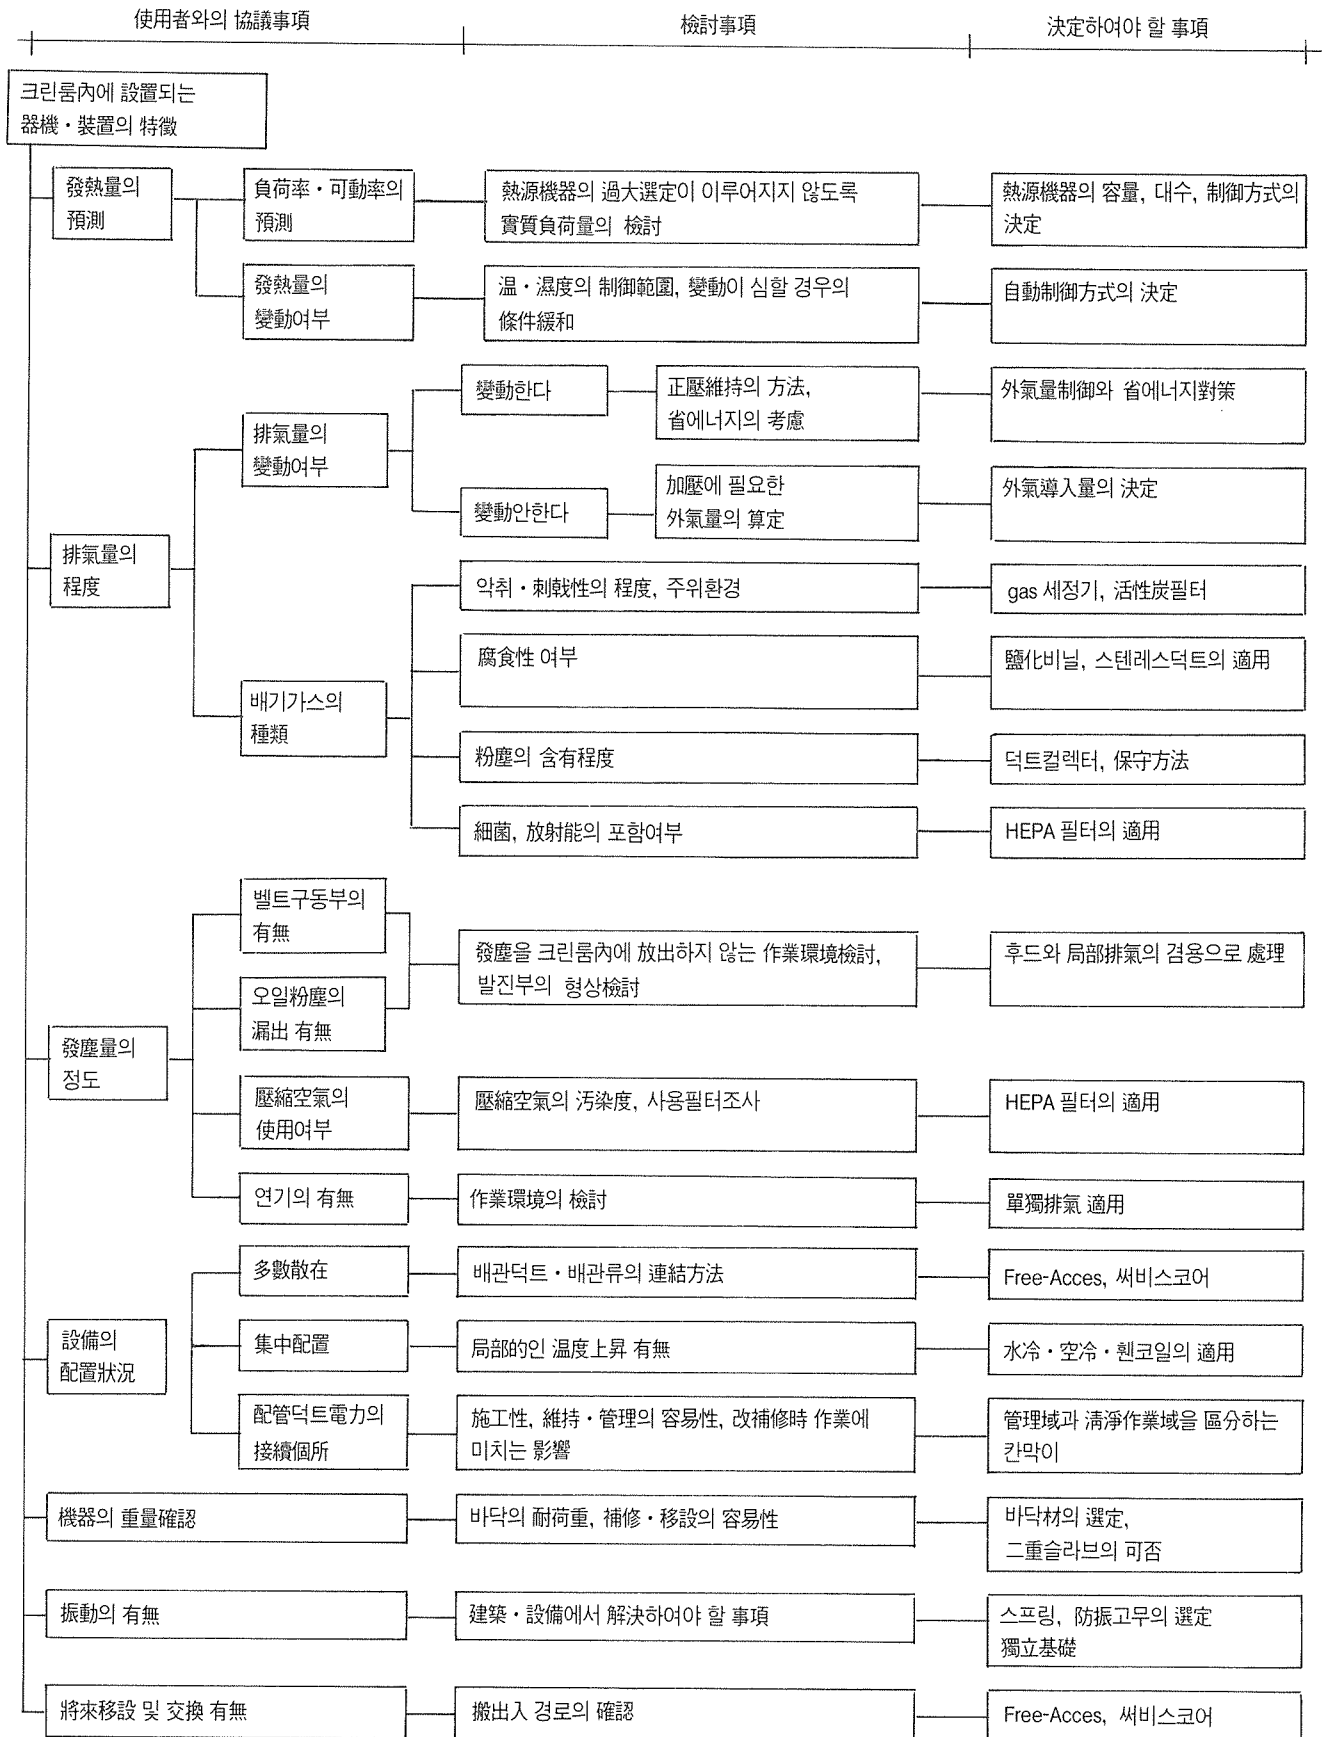 使用者와의 協議事項
檢討事項
決定하여야 할 事項
크린룸內에 設置되는
器機・裝置의 特徵
發熱量의
預測
負荷率・可動率의
預測
熱源機器의 過大選定이 이루어지지 않도록
實質負荷量의 檢討
熱源機器의 容量, 대수, 制御方式의
決定
發熱量의
變動여부
温・濕度의 制御範圍, 變動이 심할 경우의
條件緩和
自動制御方式의 決定
排氣量의
程度
排氣量의
變動여부
變動한다
正壓維持의 方法,
省에너지의 考慮
外氣量制御와 省에너지對策
變動안한다
加壓에 필요한
外氣量의 算定
外氣導入量의 決定
배기가스의
種類
악취・刺戟性의 程度, 주위환경
gas 세정기, 活性炭필터
腐食性 여부
鹽化비닐, 스텐레스덕트의 適用
粉塵의 含有程度
덕트컬렉터, 保守方法
細菌, 放射能의 포함여부
HEPA 필터의 適用
發塵量의
정도
벨트구동부의
有無
오일粉塵의
漏出 有無
發塵을 크린룸內에 放出하지 않는 作業環境檢討,
발진부의 형상檢討
후드와 局部排氣의 겸용으로 處理
壓縮空氣의
使用여부
壓縮空氣의 汚染度, 사용필터조사
HEPA 필터의 適用
연기의 有無
作業環境의 檢討
單獨排氣 適用
設備의
配置狀況
多數散在
배관덕트・배관류의 連結方法
Free-Acces, 써비스코어
集中配置
局部的인 温度上昇 有無
水冷・空冷・휀코일의 適用
配管덕트電力의
接續個所
施工性, 維持・管理의 容易性, 改補修時 作業에
미치는 影響
管理域과 淸淨作業域을 區分하는
칸막이
機器의 重量確認
바닥의 耐荷重, 補修・移設의 容易性
바닥材의 選定,
二重슬라브의 可否
振動의 有無
建築・設備에서 解決하여야 할 事項
스프링, 防振고무의 選定
獨立基礎
將來移設 및 交換 有無
搬出入 경로의 確認
Free-Acces, 써비스코어